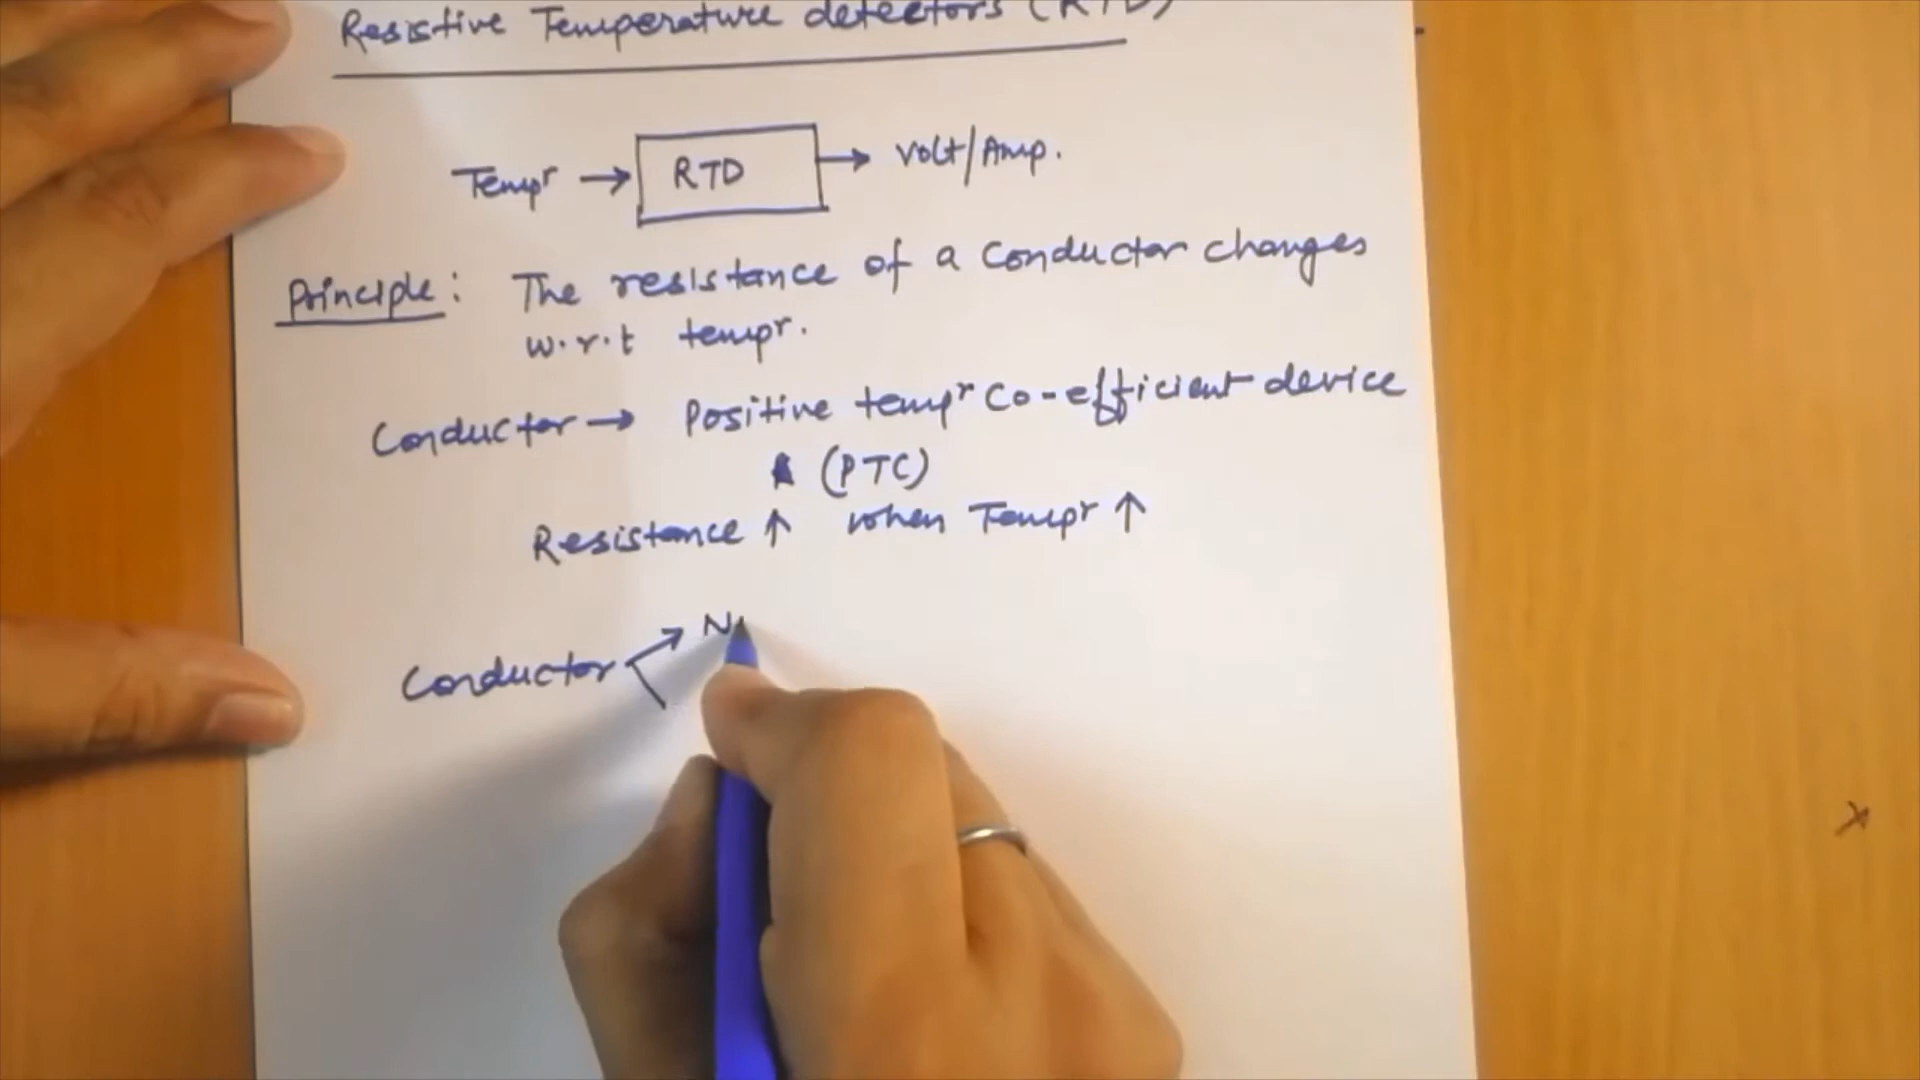 Resistive Temperature detectors (RTD)
Tempr → RTD → Volt/Amp.
Principle: The resistance of a Conductor changes
w.r.t tempr.
Conductor → Positive tempr Co-efficient device
(PTC)
Resistance ↑ when Tempr ↑
Conductor → N